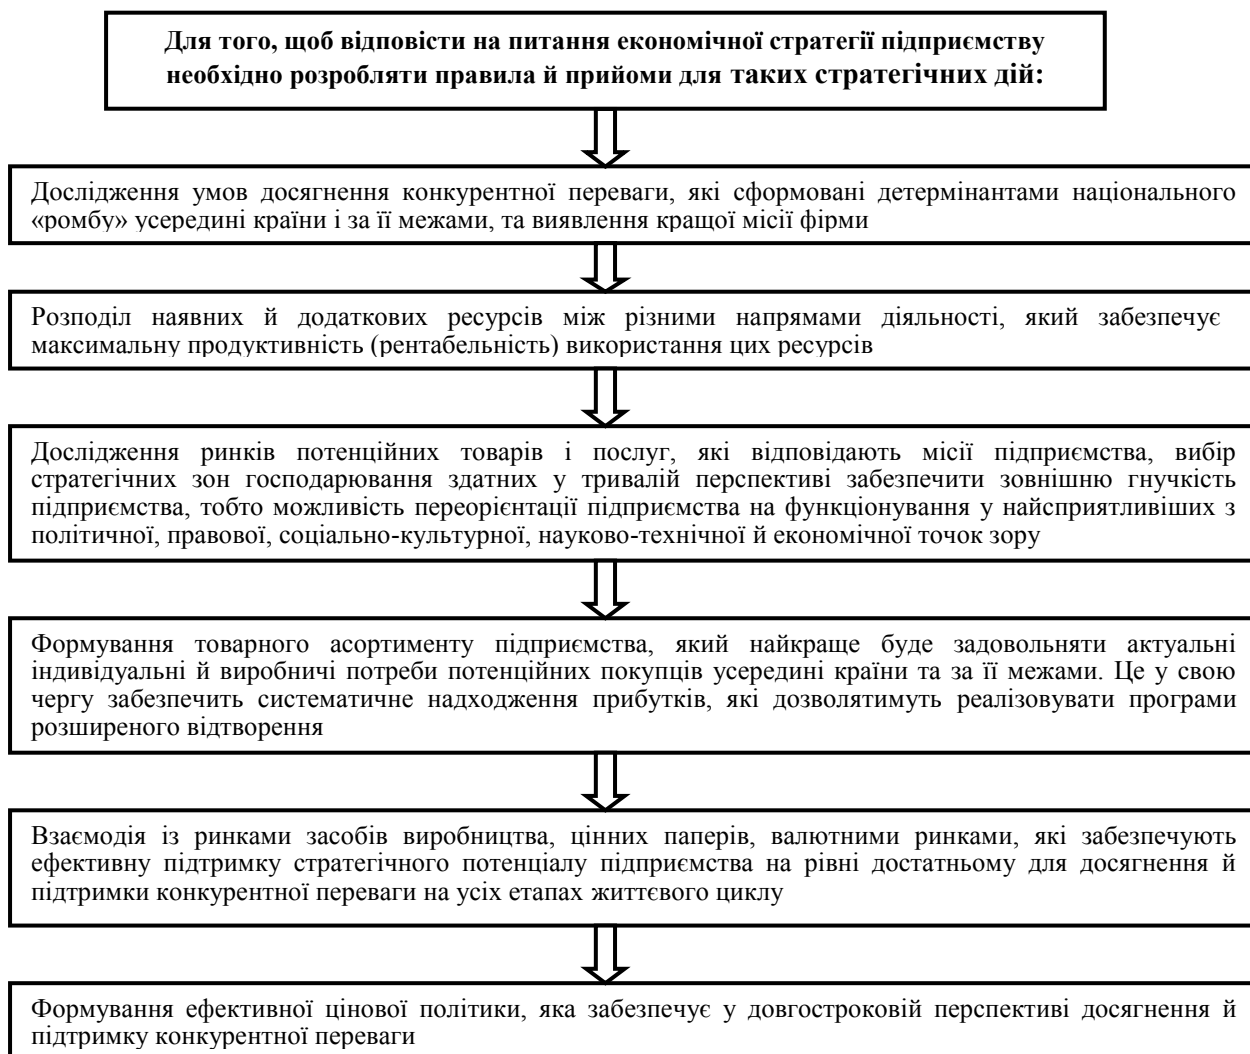 Для того, щоб відповісти на питання економічної стратегії підприємству
необхідно розробляти правила й прийоми для таких стратегічних дій:
Дослідження умов досягнення конкурентної переваги, які сформовані детермінантами національного
«ромбу» усередині країни і за її межами, та виявлення кращої місії фірми
Розподіл наявних й додаткових ресурсів між різними напрямами діяльності, який забезпечує
максимальну продуктивність (рентабельність) використання цих ресурсів
Дослідження ринків потенційних товарів і послуг, які відповідають місії підприємства, вибір
стратегічних зон господарювання здатних у тривалій перспективі забезпечити зовнішню гнучкість
підприємства, тобто можливість переорієнтації підприємства на функціонування у найсприятливіших з
політичної, правової, соціально-культурної, науково-технічної й економічної точок зору
Формування товарного асортименту підприємства, який найкраще буде задовольняти актуальні
індивідуальні й виробничі потреби потенційних покупців усередині країни та за її межами. Це у свою
чергу забезпечить систематичне надходження прибутків, які дозволятимуть реалізовувати програми
розширеного відтворення
Взаємодія із ринками засобів виробництва, цінних паперів, валютними ринками, які забезпечують
ефективну підтримку стратегічного потенціалу підприємства на рівні достатньому для досягнення й
підтримки конкурентної переваги на усіх етапах життєвого циклу
Формування ефективної цінової політики, яка забезпечує у довгостроковій перспективі досягнення й
підтримку конкурентної переваги